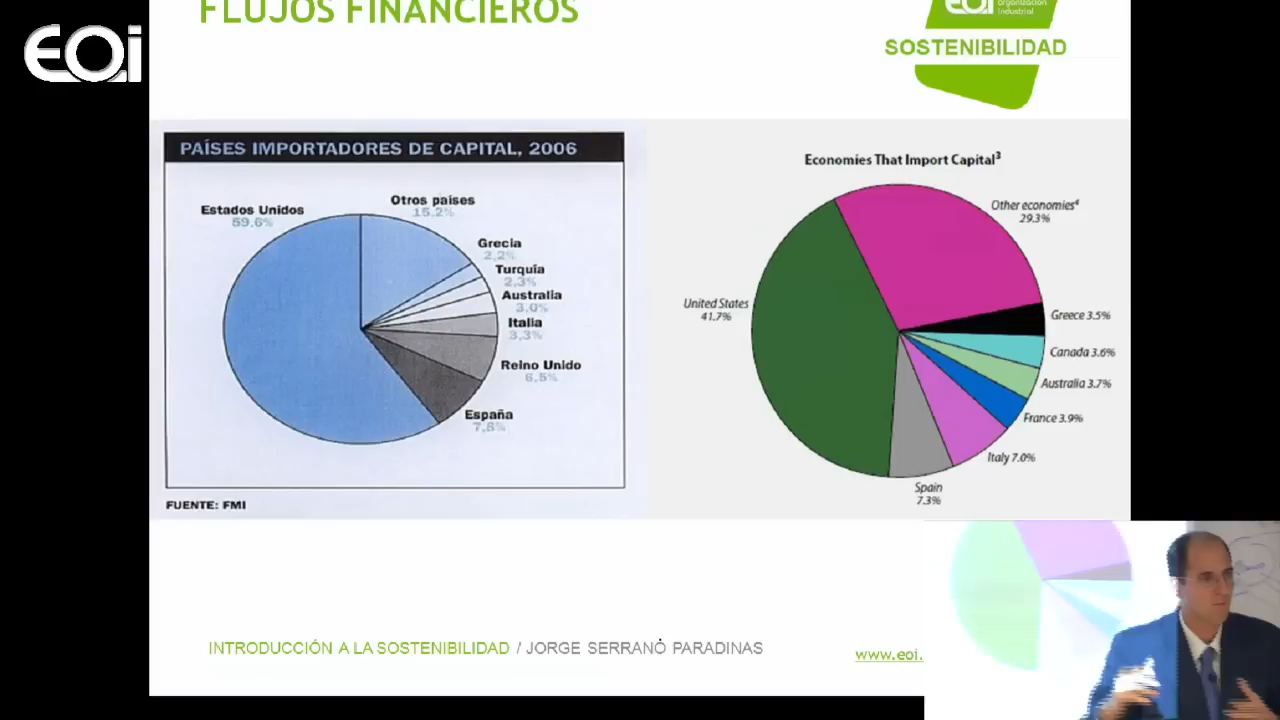 FLUJOS FINANCIEROS
EOi
EOi
organización
industrial
SOSTENIBILIDAD
PAÍSES IMPORTADORES DE CAPITAL, 2006
Estados Unidos
59,6%
Otros países
15,2%
Grecia
2,2%
Turquía
2,3%
Australia
3,0%
Italia
3,3%
Reino Unido
6,5%
España
FUENTE: FMI
Economies That Import Capital³
Other economies⁴
29.3%
United States
41.7%
Greece 3.5%
Canada 3.6%
Australia 3.7%
France 3.9%
Italy 7.0%
Spain
7.3%
INTRODUCCIÓN A LA SOSTENIBILIDAD / JORGE SERRANO PARADINAS
www.eoi.